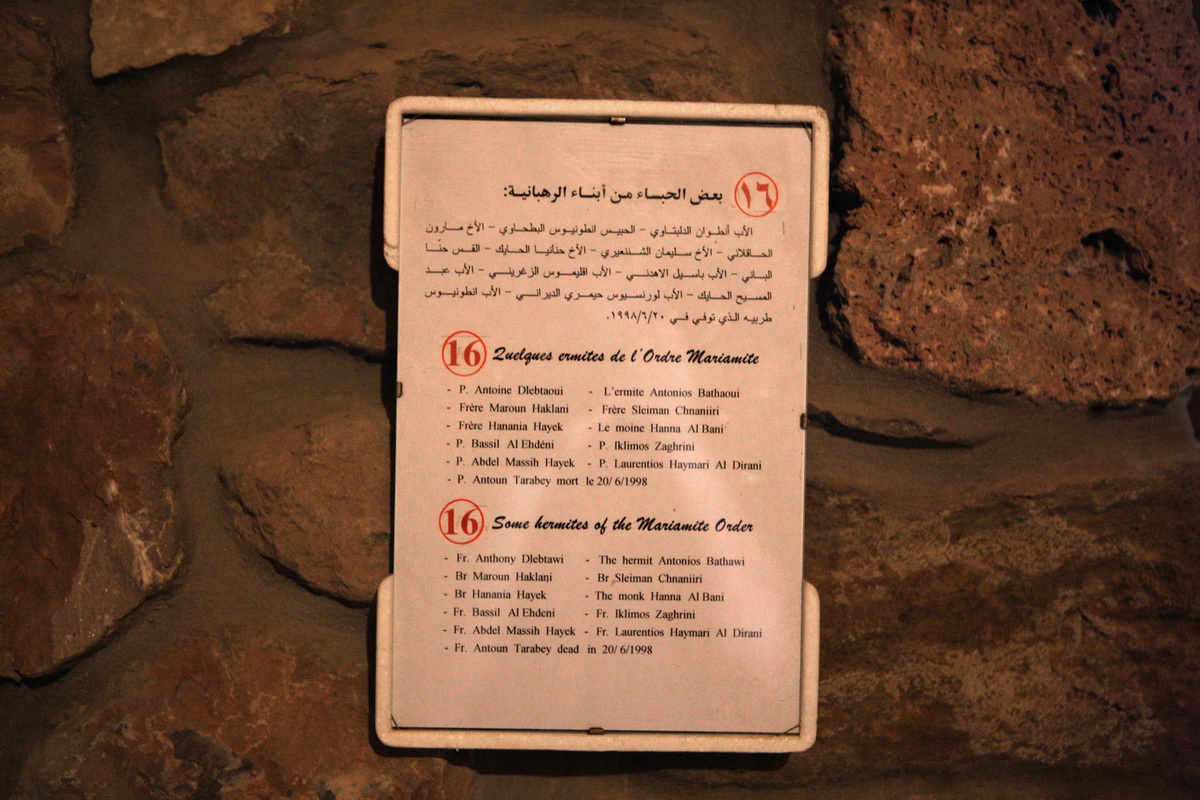 ١٦ بعض الحبساء من أبناء الرهبانية:
الأب أنطوان الدلبتاوي - الحبيس انطونيوس البطحاوي - الأخ مارون
الحاقلاني - الأخ سليمان الشننعيري - الأخ حنانيا الحايك - القس حنّا
الباني - الأب باسيل الاهدني - الأب اقليموس الزغريني - الأب عبد
المسيح الحايك - الأب لورنسيوس حيمري الديراني - الأب انطونيوس
طربيه الذي توفي في ١٩٩٨/٦/٢٠.
16 Quelques ermites de l'Ordre Mariamite
- P. Antoine Dlebtaoui - L'ermite Antonios Bathaoui
- Frère Maroun Haklani - Frère Sleiman Chnaniiri
- Frère Hanania Hayek - Le moine Hanna Al Bani
- P. Bassil Al Ehdéni - P. Iklimos Zaghrini
- P. Abdel Massih Hayek - P. Laurentios Haymari Al Dirani
- P. Antoun Tarabey mort le 20/ 6/1998
16 Some hermites of the Mariamite Order
- Fr. Anthony Dlebtawi - The hermit Antonios Bathawi
- Br Maroun Haklani - Br Sleiman Chnaniiri
- Br Hanania Hayek - The monk Hanna Al Bani
- Fr. Bassil Al Ehdeni - Fr. Iklimos Zaghrini
- Fr. Abdel Massih Hayek - Fr. Laurentios Haymari Al Dirani
- Fr. Antoun Tarabey dead in 20/ 6/1998